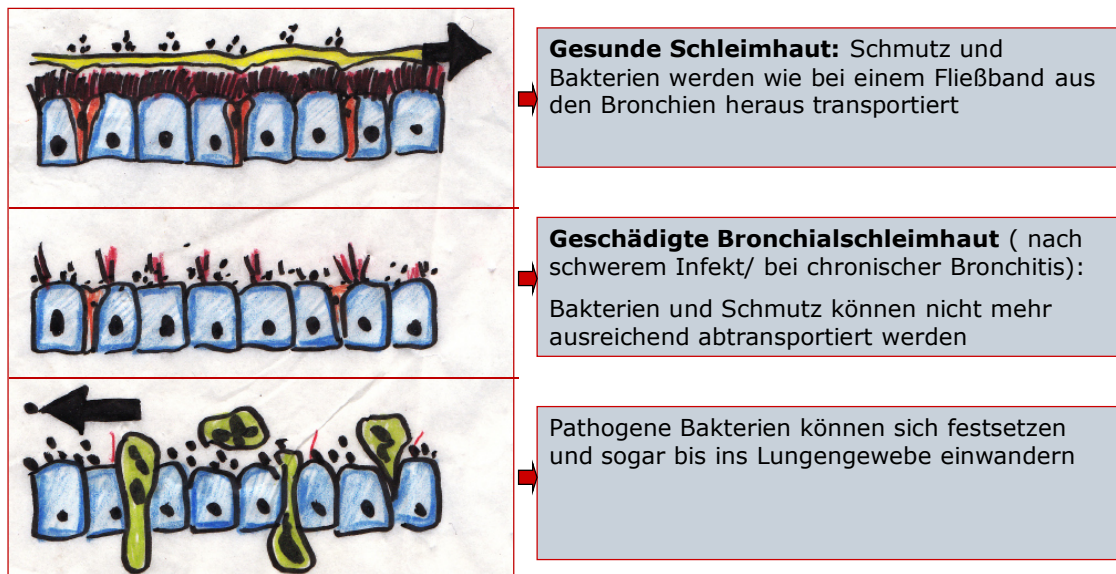 Gesunde Schleimhaut: Schmutz und
Bakterien werden wie bei einem Fließband aus
den Bronchien heraus transportiert
Geschädigte Bronchialschleimhaut ( nach
schwerem Infekt/ bei chronischer Bronchitis):
Bakterien und Schmutz können nicht mehr
ausreichend abtransportiert werden
Pathogene Bakterien können sich festsetzen
und sogar bis ins Lungengewebe einwandern